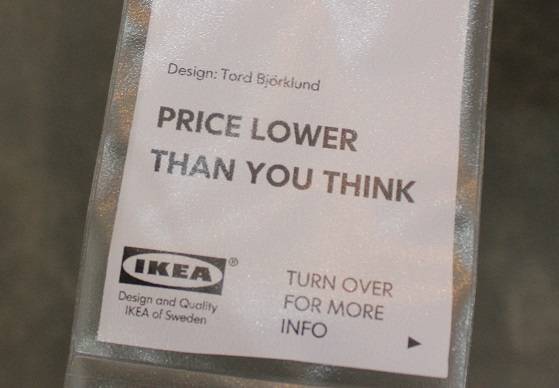 Design: Tord Björklund
PRICE LOWER
THAN YOU THINK
IKEA®
Design and Quality
IKEA of Sweden
TURN OVER
FOR MORE
INFO